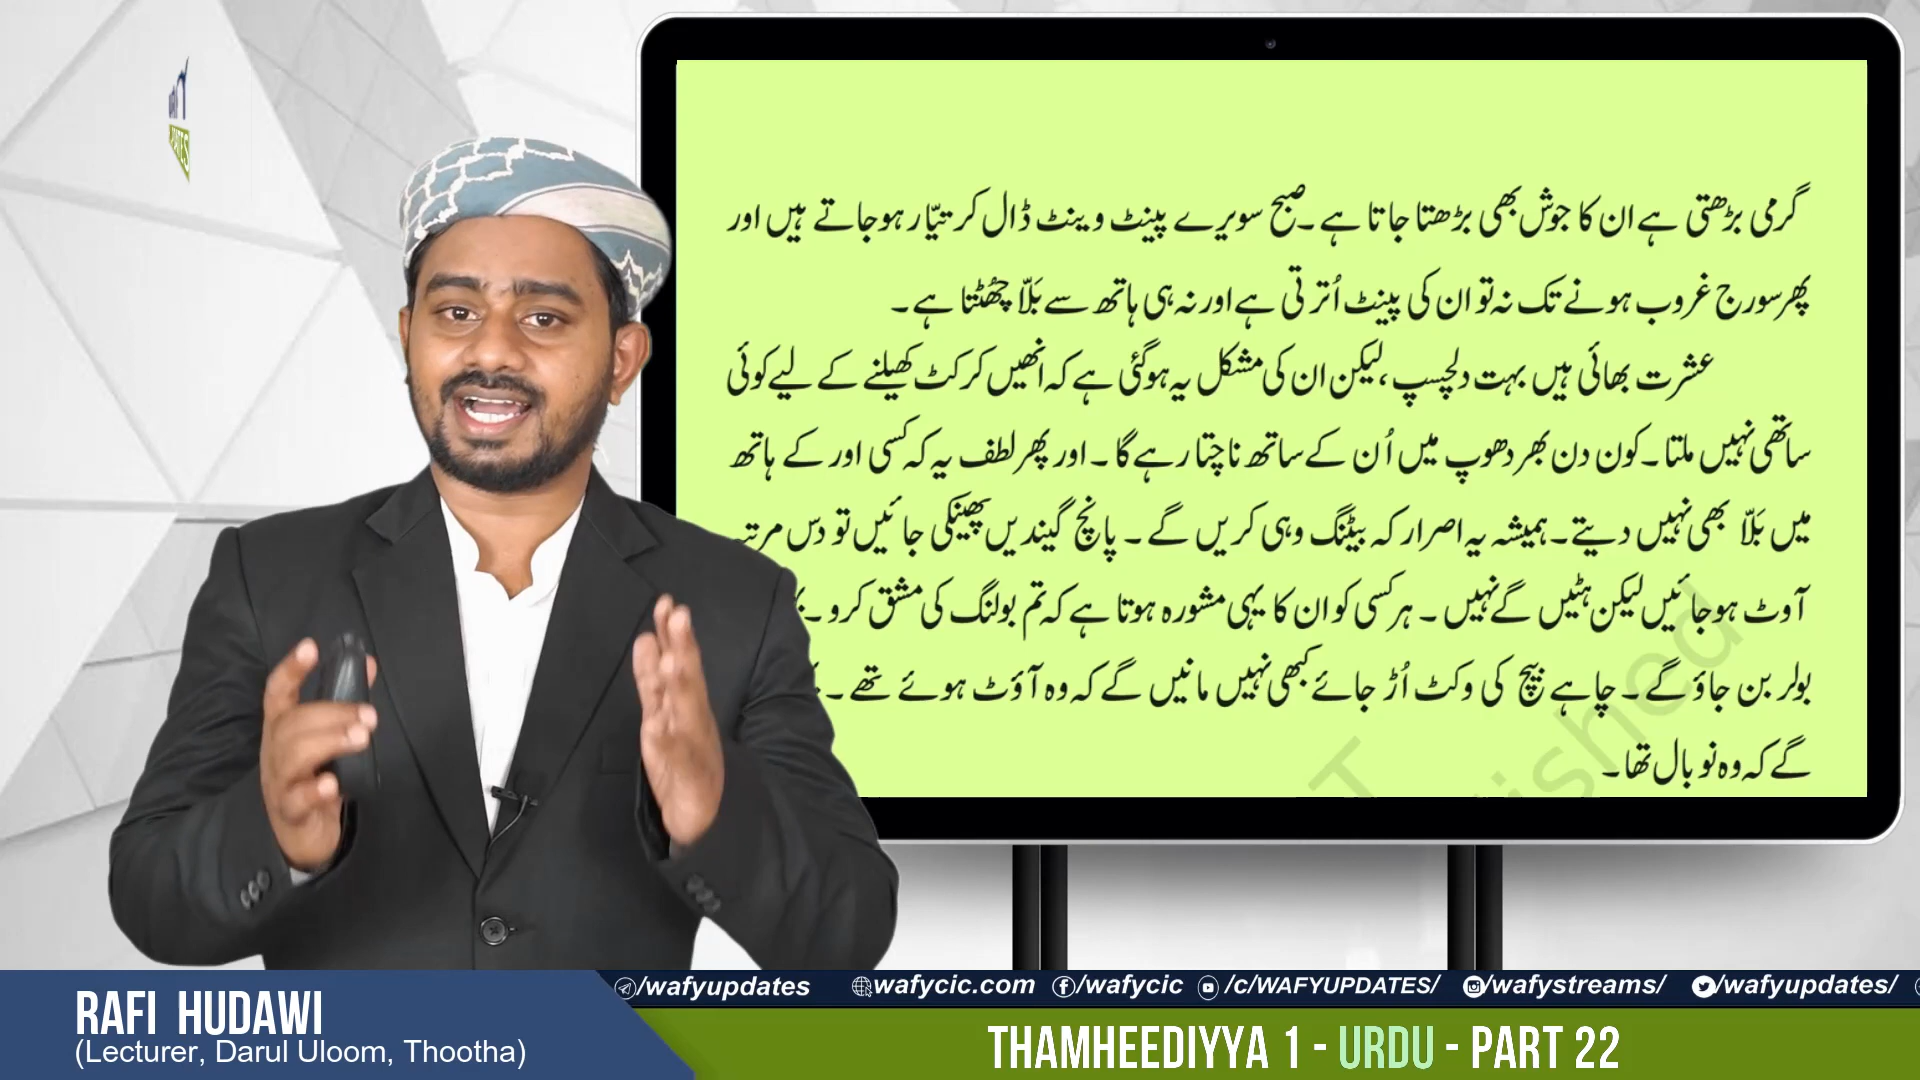 گرمی بڑھتی ہے ان کا جوش بھی بڑھتا جاتا ہے ۔ صبح سویرے پینٹ وینٹ ڈال کر تیّار ہو جاتے ہیں اور
پھر سورج غروب ہونے تک نہ تو ان کی پینٹ اُترتی ہے اور نہ ہی ہاتھ سے بَلّا چھُٹتا ہے ۔
عشرت بھائی ہیں بہت دلچسپ ، لیکن ان کی مشکل یہ ہو گئی ہے کہ انھیں کرکٹ کھیلنے کے لیے کوئی
ساتھی نہیں ملتا ۔ کون دن بھر دھوپ میں اُن کے ساتھ ناچتا رہے گا ۔ اور پھر لطف یہ کہ کسی اور کے ہاتھ
میں بَلّا بھی نہیں دیتے ۔ ہمیشہ یہ اصرار کہ بیٹنگ وہی کریں گے ۔ پانچ گیندیں پھینکی جائیں تو دس
آوٹ ہو جائیں لیکن ہٹیں گے نہیں ۔ ہر کسی کو ان کا یہی مشورہ ہوتا ہے کہ تم بولنگ کی مشق کرو ۔
بولر بن جاؤ گے ۔ چاہے بیچ کی وکٹ اُڑ جائے کبھی نہیں مانیں گے کہ وہ آؤٹ ہوئے تھے ۔
گے کہ وہ نو بال تھا ۔
RAFI HUDAWI
(Lecturer, Darul Uloom, Thootha)
/wafyupdates wafycic.com /wafycic /c/WAFYUPDATES/ /wafystreams/ /wafyupdates/
THAMHEEDIYYA 1 - URDU - PART 22